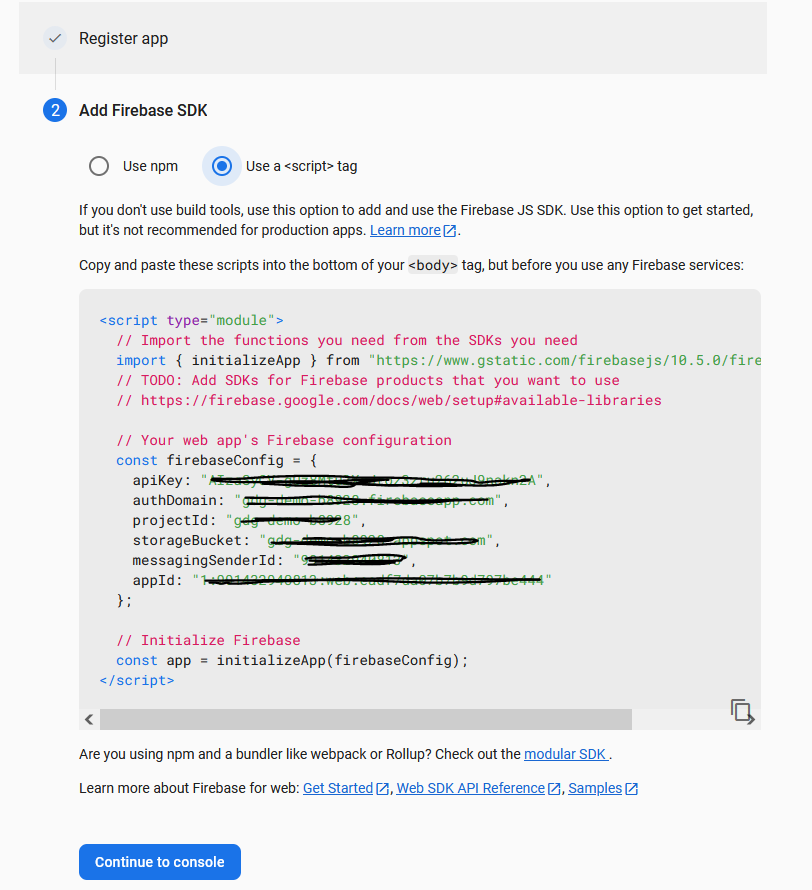 Register app
2 Add Firebase SDK
Use npm Use a <script> tag
If you don't use build tools, use this option to add and use the Firebase JS SDK. Use this option to get started,
but it's not recommended for production apps. Learn more.
Copy and paste these scripts into the bottom of your <body> tag, but before you use any Firebase services:
<script type="module">
// Import the functions you need from the SDKs you need
import { initializeApp } from "https://www.gstatic.com/firebasejs/10.5.0/fire
// TODO: Add SDKs for Firebase products that you want to use
// https://firebase.google.com/docs/web/setup#available-libraries
// Your web app's Firebase configuration
const firebaseConfig = {
apiKey:
authDomain:
projectId:
storageBucket:
messagingSenderId:
appId:
};
// Initialize Firebase
const app = initializeApp(firebaseConfig);
</script>
Are you using npm and a bundler like webpack or Rollup? Check out the modular SDK .
Learn more about Firebase for web: Get Started, Web SDK API Reference, Samples
Continue to console